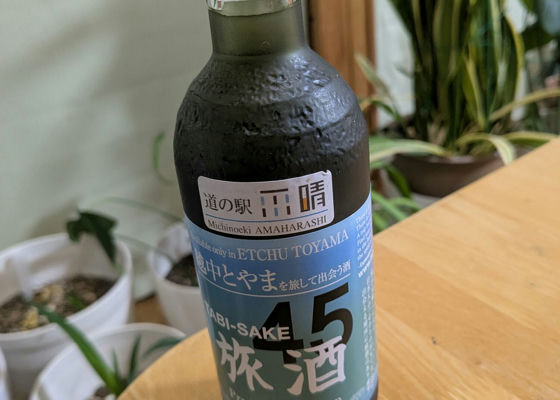 道の駅 雨晴
Michinoeki AMAHARASHI
available only in ETCHU TOYAMA
越中とやまを旅して出会う酒
45
TABI-SAKE
旅酒